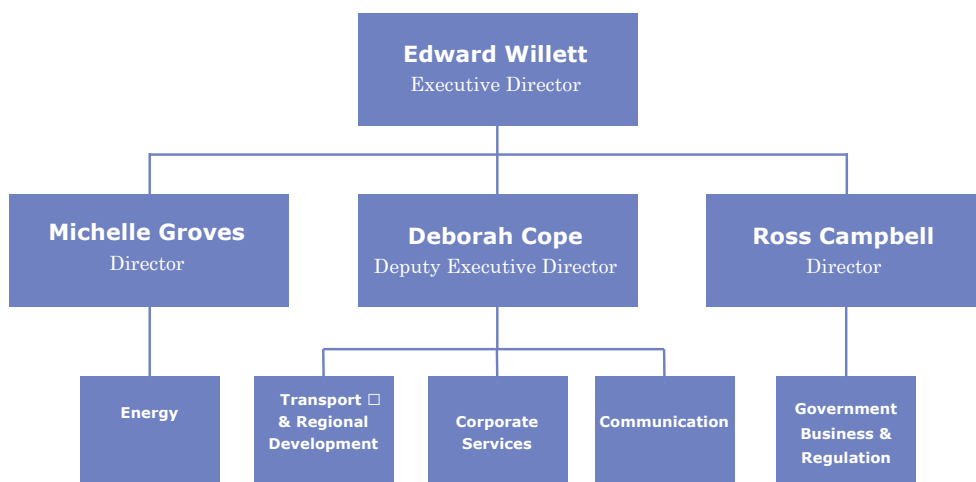 Edward Willett
Executive Director
Michelle Groves
Director
Deborah Cope
Deputy Executive Director
Ross Campbell
Director
Energy
Transport □
& Regional
Development
Corporate
Services
Communication
Government
Business &
Regulation